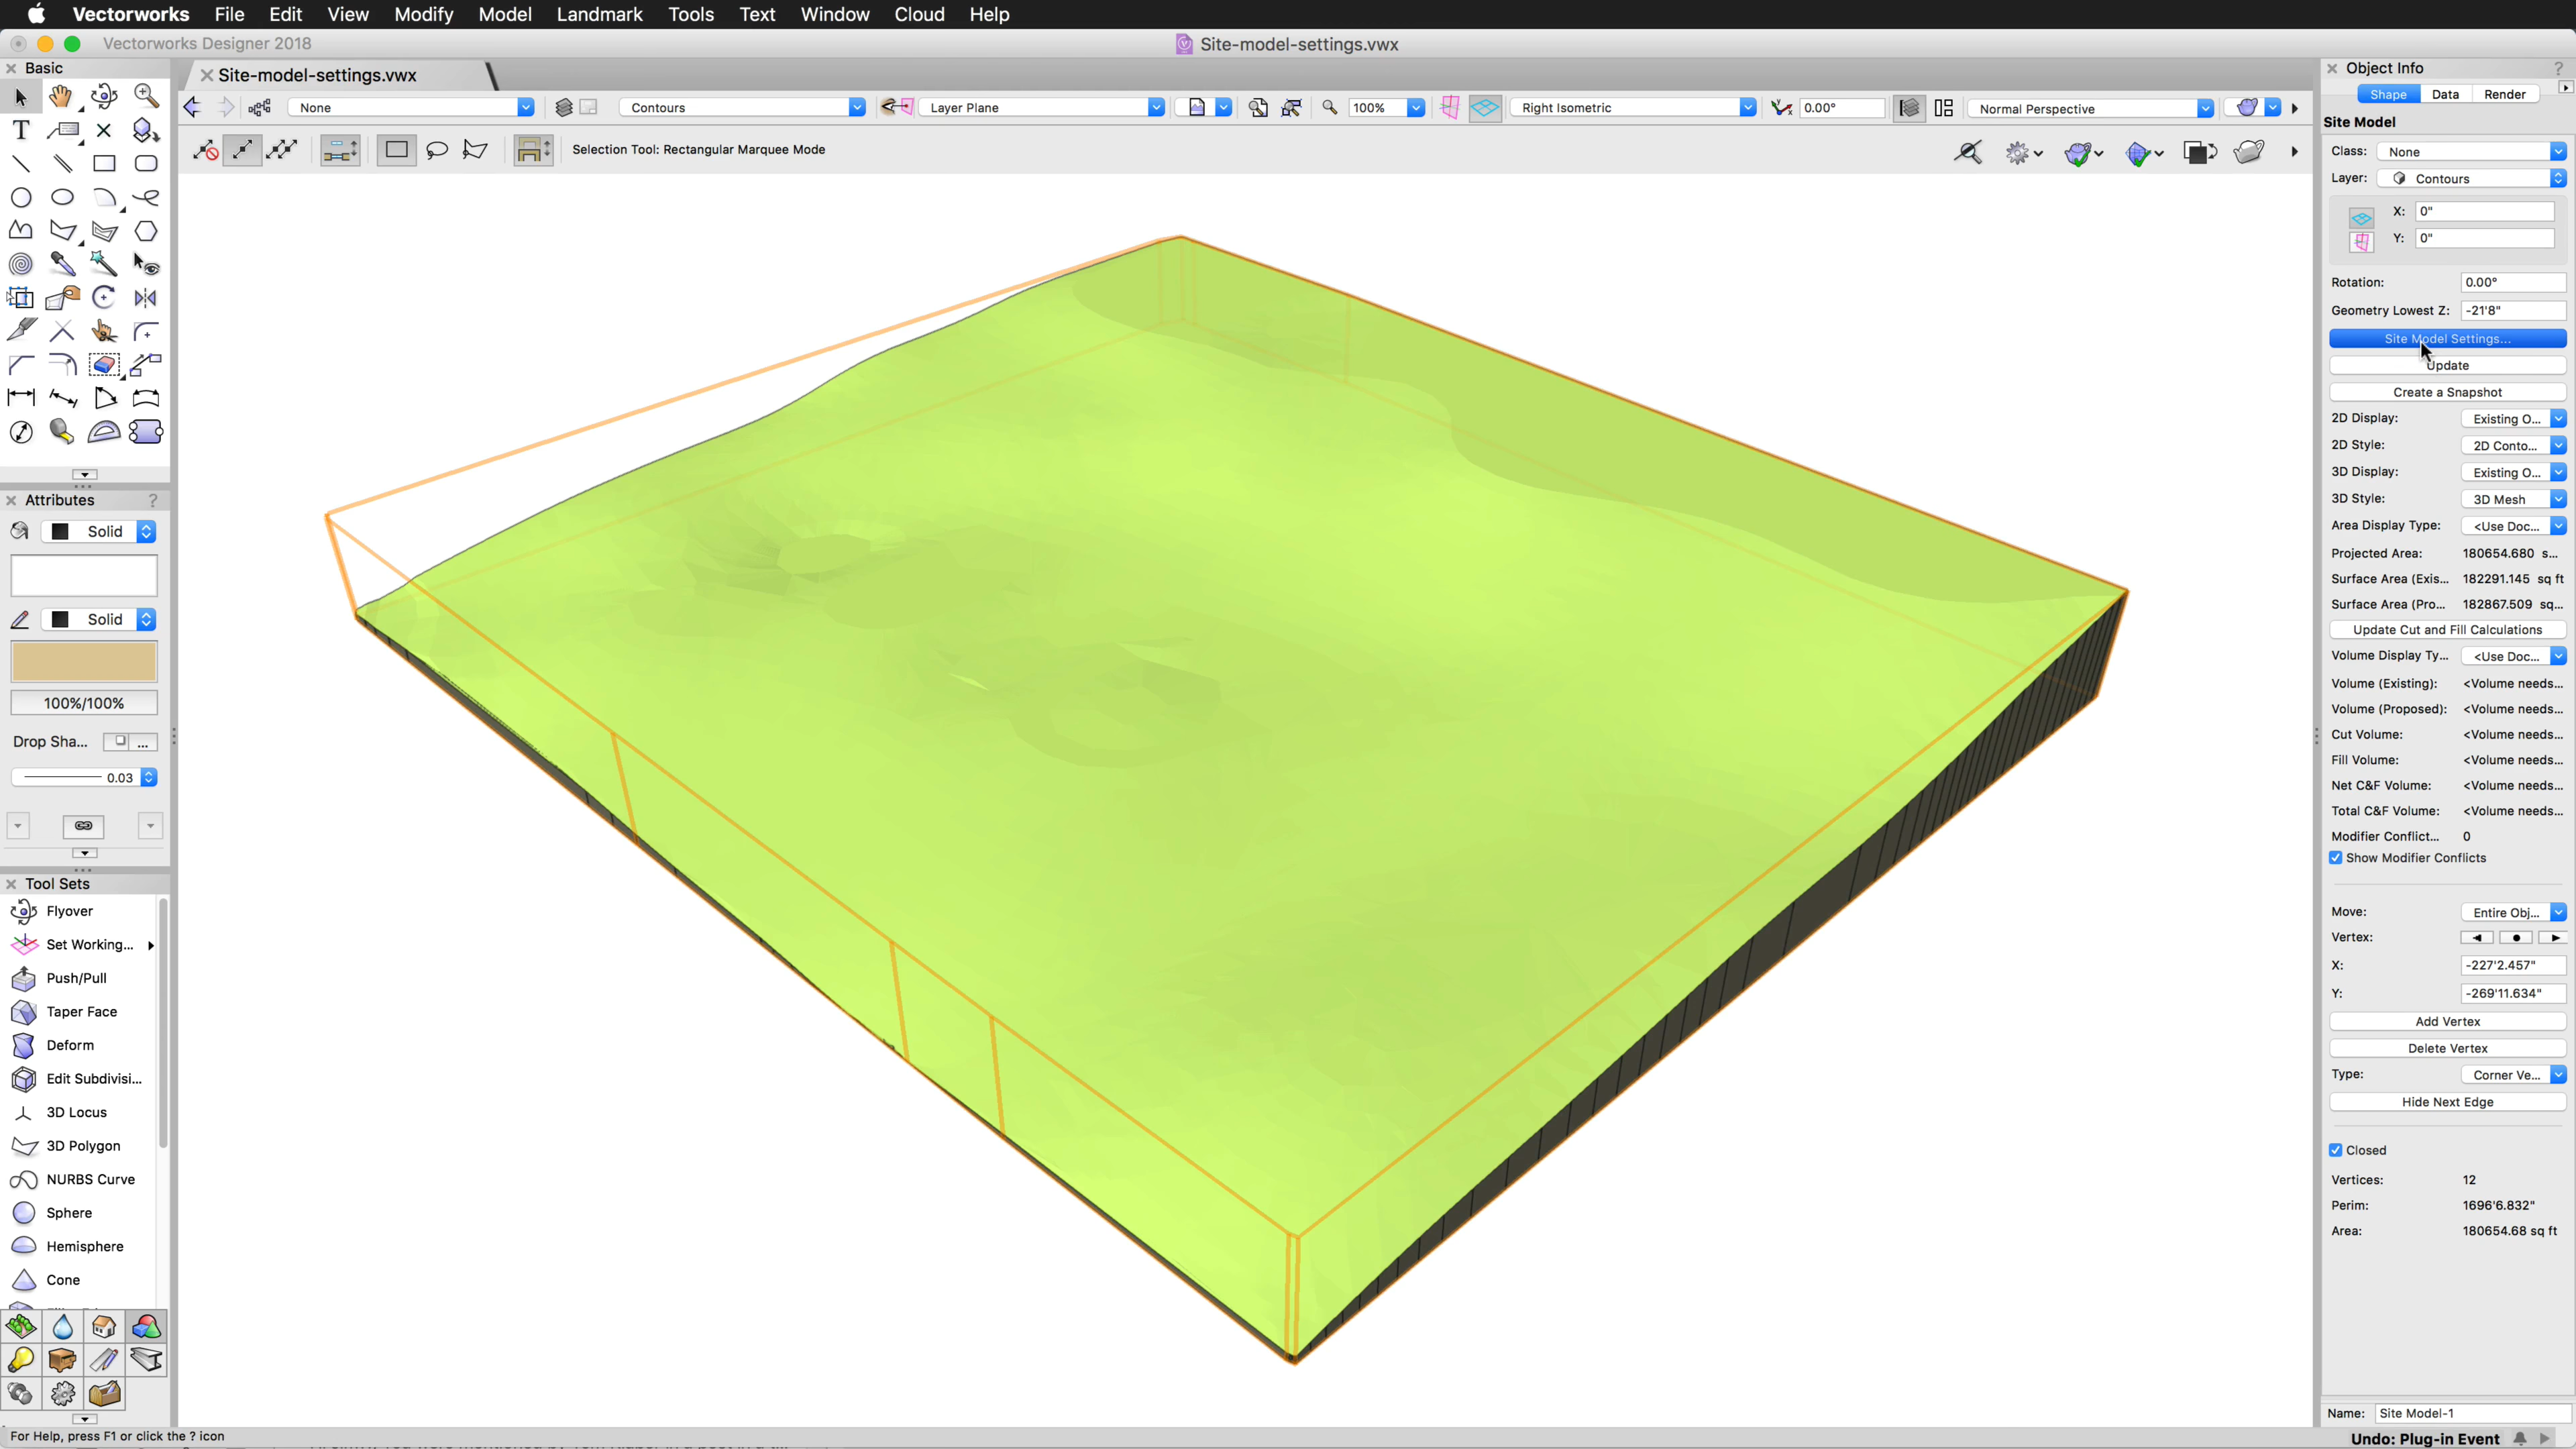 Vectorworks File Edit View Modify Model Landmark Tools Text Window Cloud Help
Vectorworks Designer 2018
Site-model-settings.vwx
Basic
Site-model-settings.vwx
None
Contours
Layer Plane
100%
Right Isometric
0.00°
Normal Perspective
Selection Tool: Rectangular Marquee Mode
Attributes ?
Solid
Solid
100%/100%
Drop Sha...
...
0.03
Tool Sets
Flyover
Set Working...
Push/Pull
Taper Face
Deform
Edit Subdivisi...
3D Locus
3D Polygon
NURBS Curve
Sphere
Hemisphere
Cone
For Help, press F1 or click the ? icon
Object Info ?
Shape Data Render
Site Model
Class: None
Layer: Contours
X: 0"
Y: 0"
Rotation: 0.00°
Geometry Lowest Z: -21'8"
Site Model Settings...
Update
Create a Snapshot
2D Display: Existing O...
2D Style: 2D Conto...
3D Display: Existing O...
3D Style: 3D Mesh
Area Display Type: <Use Doc...
Projected Area: 180654.680 s...
Surface Area (Exis... 182291.145 sq ft
Surface Area (Pro... 182867.509 sq...
Update Cut and Fill Calculations
Volume Display Ty... <Use Doc...
Volume (Existing): <Volume needs...
Volume (Proposed): <Volume needs...
Cut Volume: <Volume needs...
Fill Volume: <Volume needs...
Net C&F Volume: <Volume needs...
Total C&F Volume: <Volume needs...
Modifier Conflict... 0
Show Modifier Conflicts
Move: Entire Obj...
Vertex:
X: -227'2.457"
Y: -269'11.634"
Add Vertex
Delete Vertex
Type: Corner Ve...
Hide Next Edge
Closed
Vertices: 12
Perim: 1696'6.832"
Area: 180654.68 sq ft
Name: Site Model-1
Undo: Plug-in Event